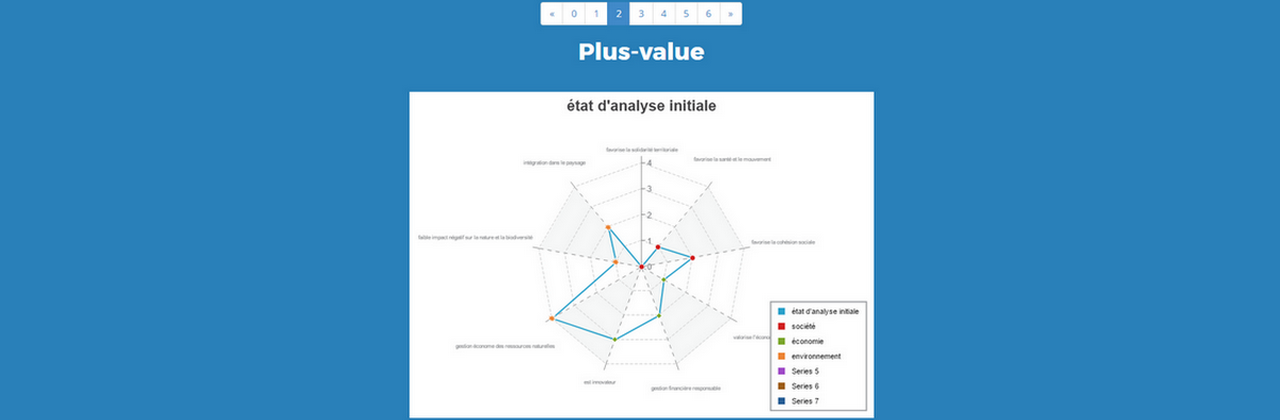 « 0 1 2 3 4 5 6 »
Plus-value
état d'analyse initiale
favorise la solidarité territoriale
intégration dans le paysage
favorise la santé et le mouvement
4
3
2
1
0
faible impact négatif sur la nature et la biodiversité
favorise la cohésion sociale
gestion économe des ressources naturelles
valorise
est innovateur
gestion financière responsable
état d'analyse initiale
société
économie
environnement
Series 5
Series 6
Series 7